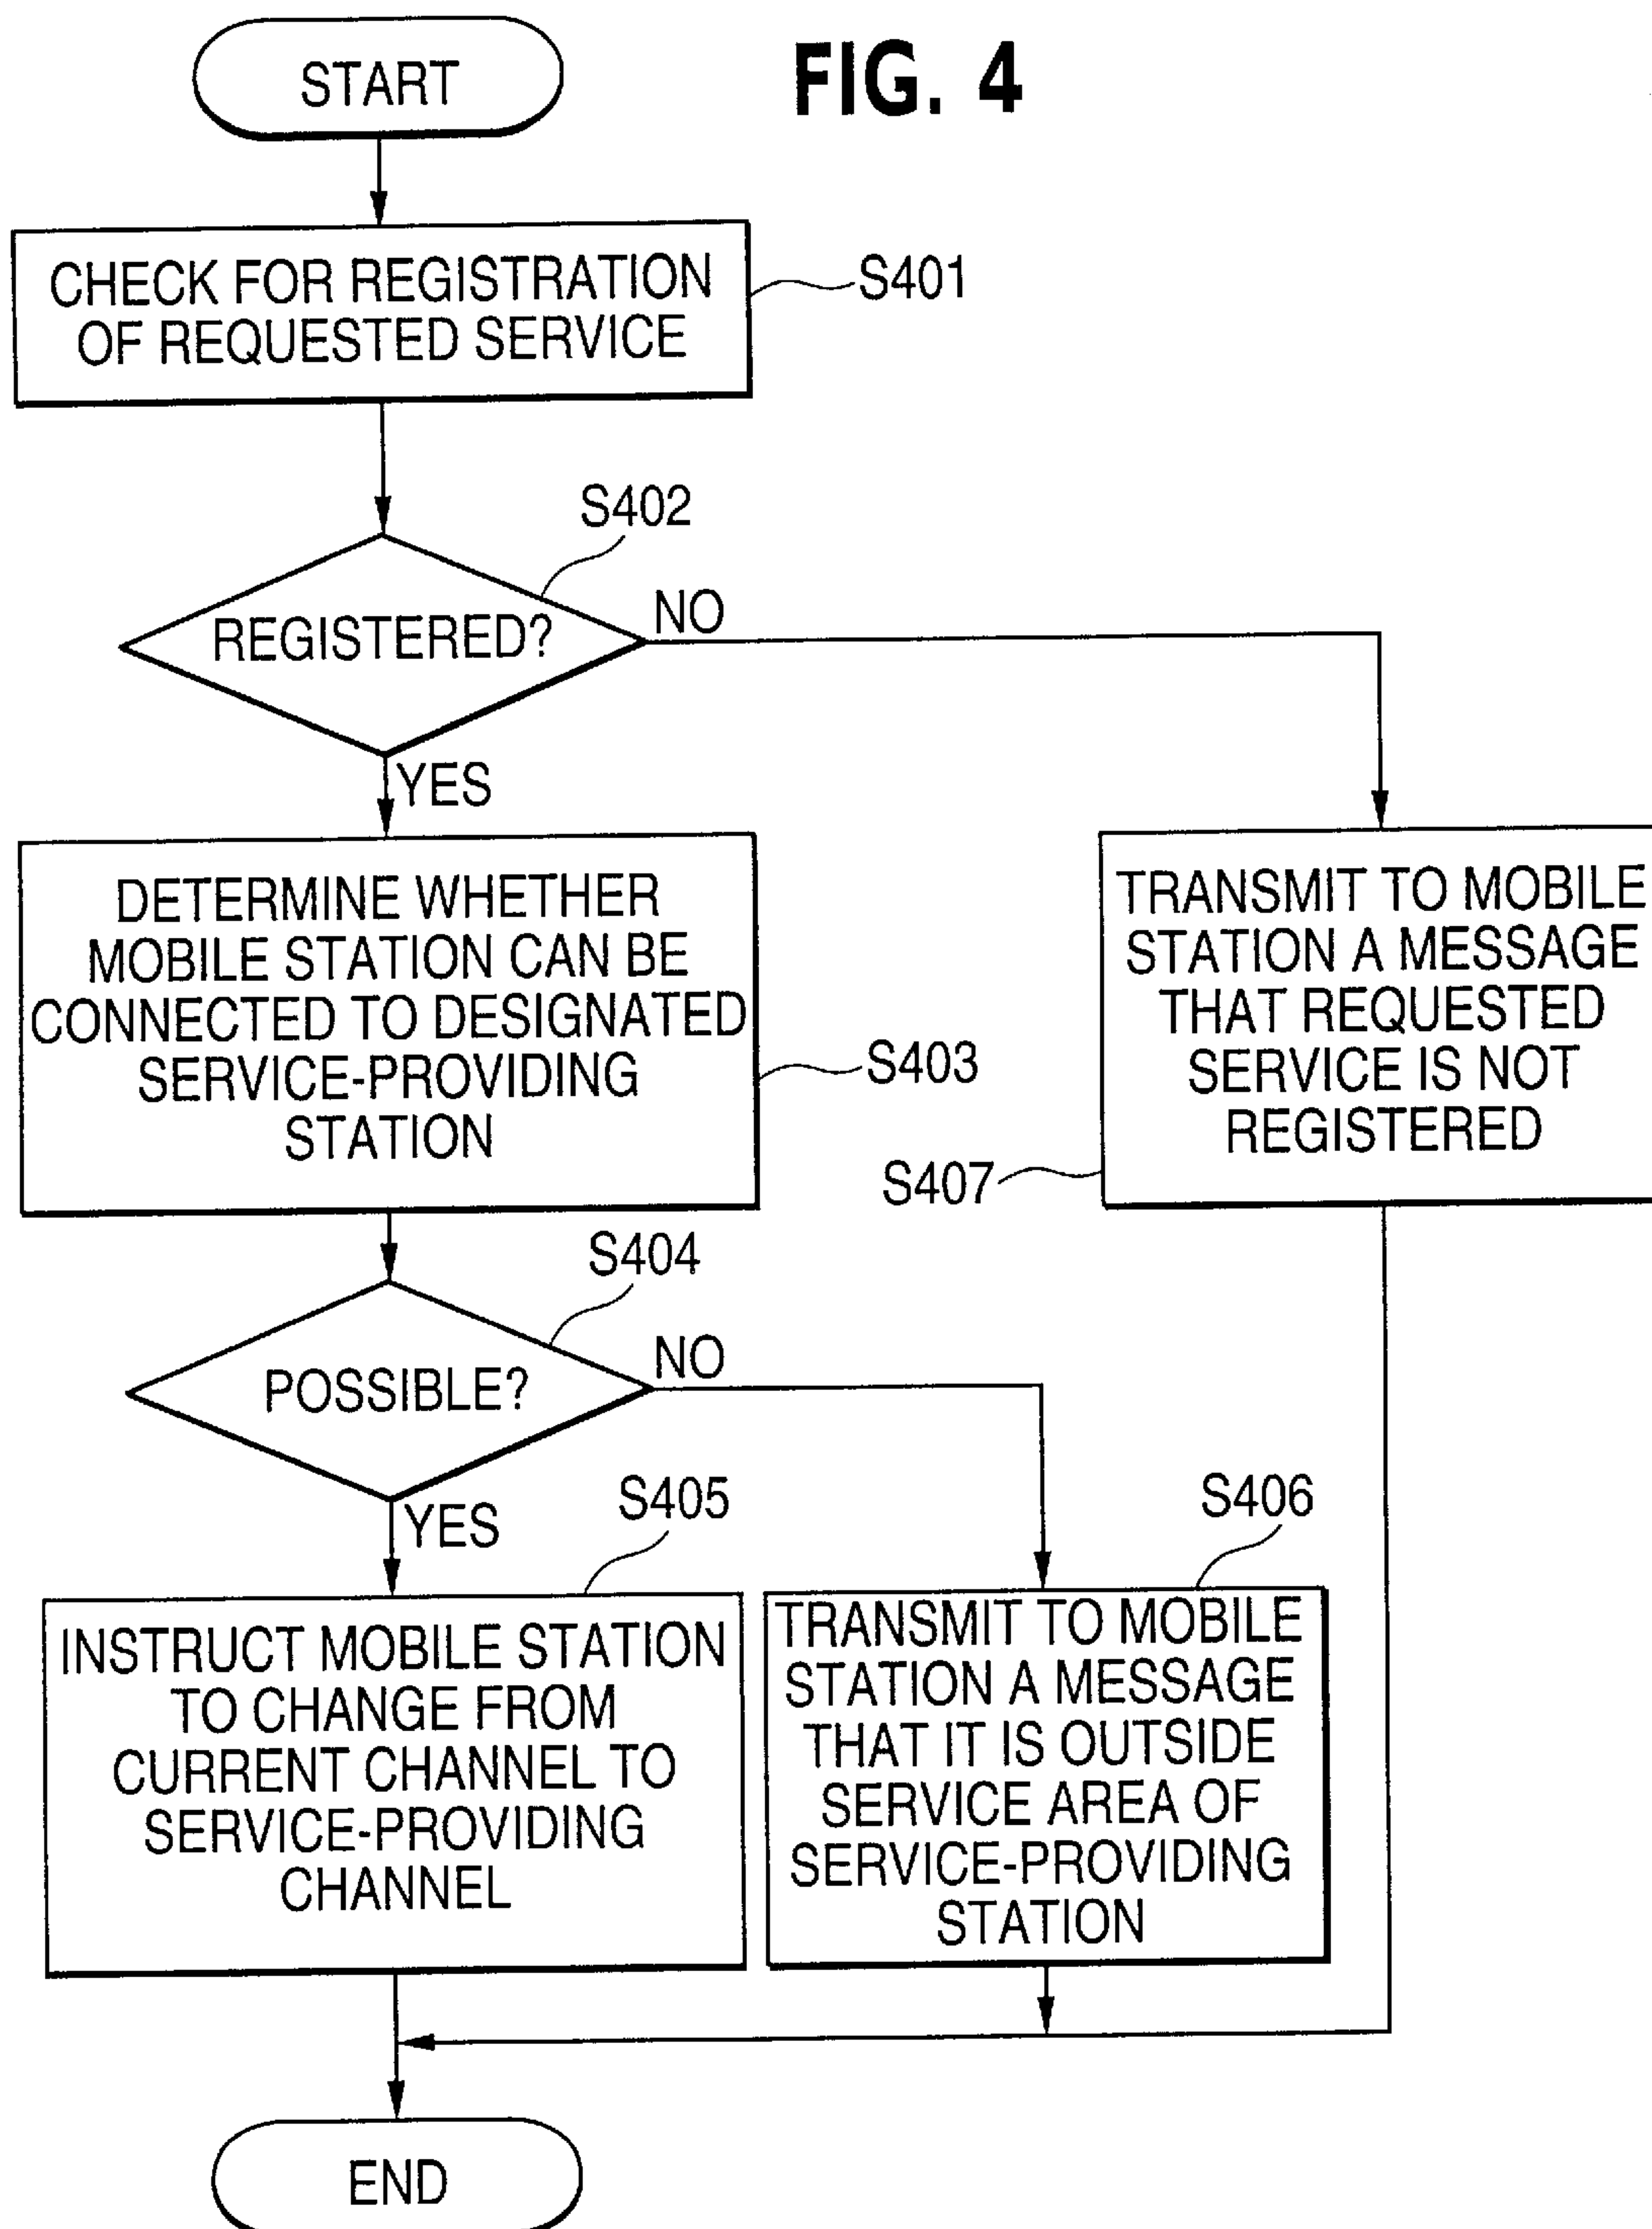 START
FIG. 4
CHECK FOR REGISTRATION
OF REQUESTED SERVICE
S401
S402
REGISTERED?
NO
YES
DETERMINE WHETHER
MOBILE STATION CAN BE
CONNECTED TO DESIGNATED
SERVICE-PROVIDING
STATION
S403
TRANSMIT TO MOBILE
STATION A MESSAGE
THAT REQUESTED
SERVICE IS NOT
REGISTERED
S407
S404
POSSIBLE?
NO
YES
S405
INSTRUCT MOBILE STATION
TO CHANGE FROM
CURRENT CHANNEL TO
SERVICE-PROVIDING
CHANNEL
S406
TRANSMIT TO MOBILE
STATION A MESSAGE
THAT IT IS OUTSIDE
SERVICE AREA OF
SERVICE-PROVIDING
STATION
END